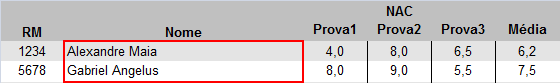 NAC
RM Nome Prova1 Prova2 Prova3 Média
1234 Alexandre Maia 4,0 8,0 6,5 6,2
5678 Gabriel Angelus 8,0 9,0 5,5 7,5